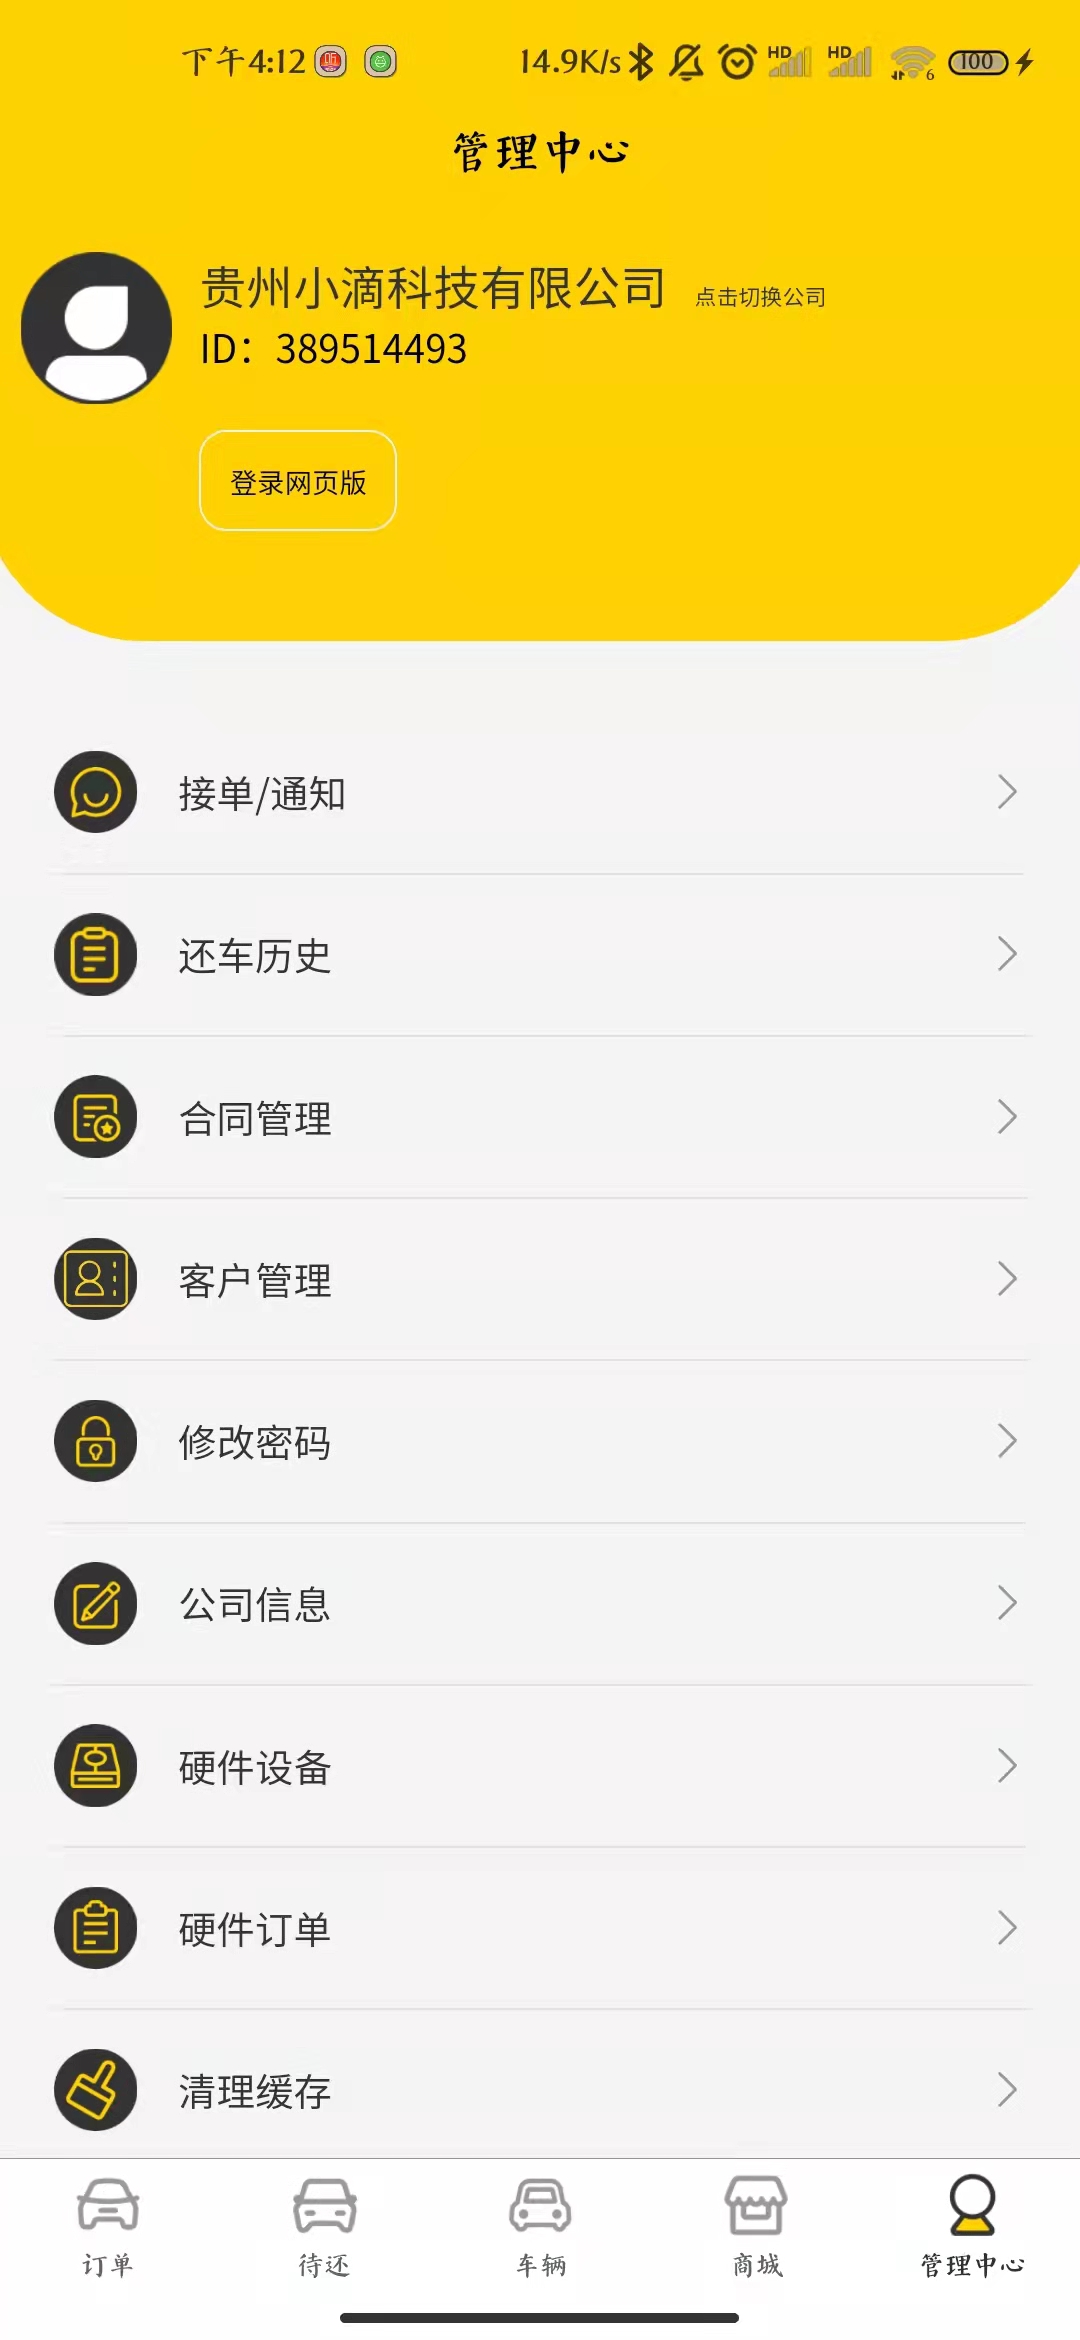 下午4:12 14.9K/s HD HD 6 100
管理中心
贵州小滴科技有限公司 点击切换公司
ID：389514493
登录网页版
接单/通知
还车历史
合同管理
客户管理
修改密码
公司信息
硬件设备
硬件订单
清理缓存
订单 待还 车辆 商城 管理中心